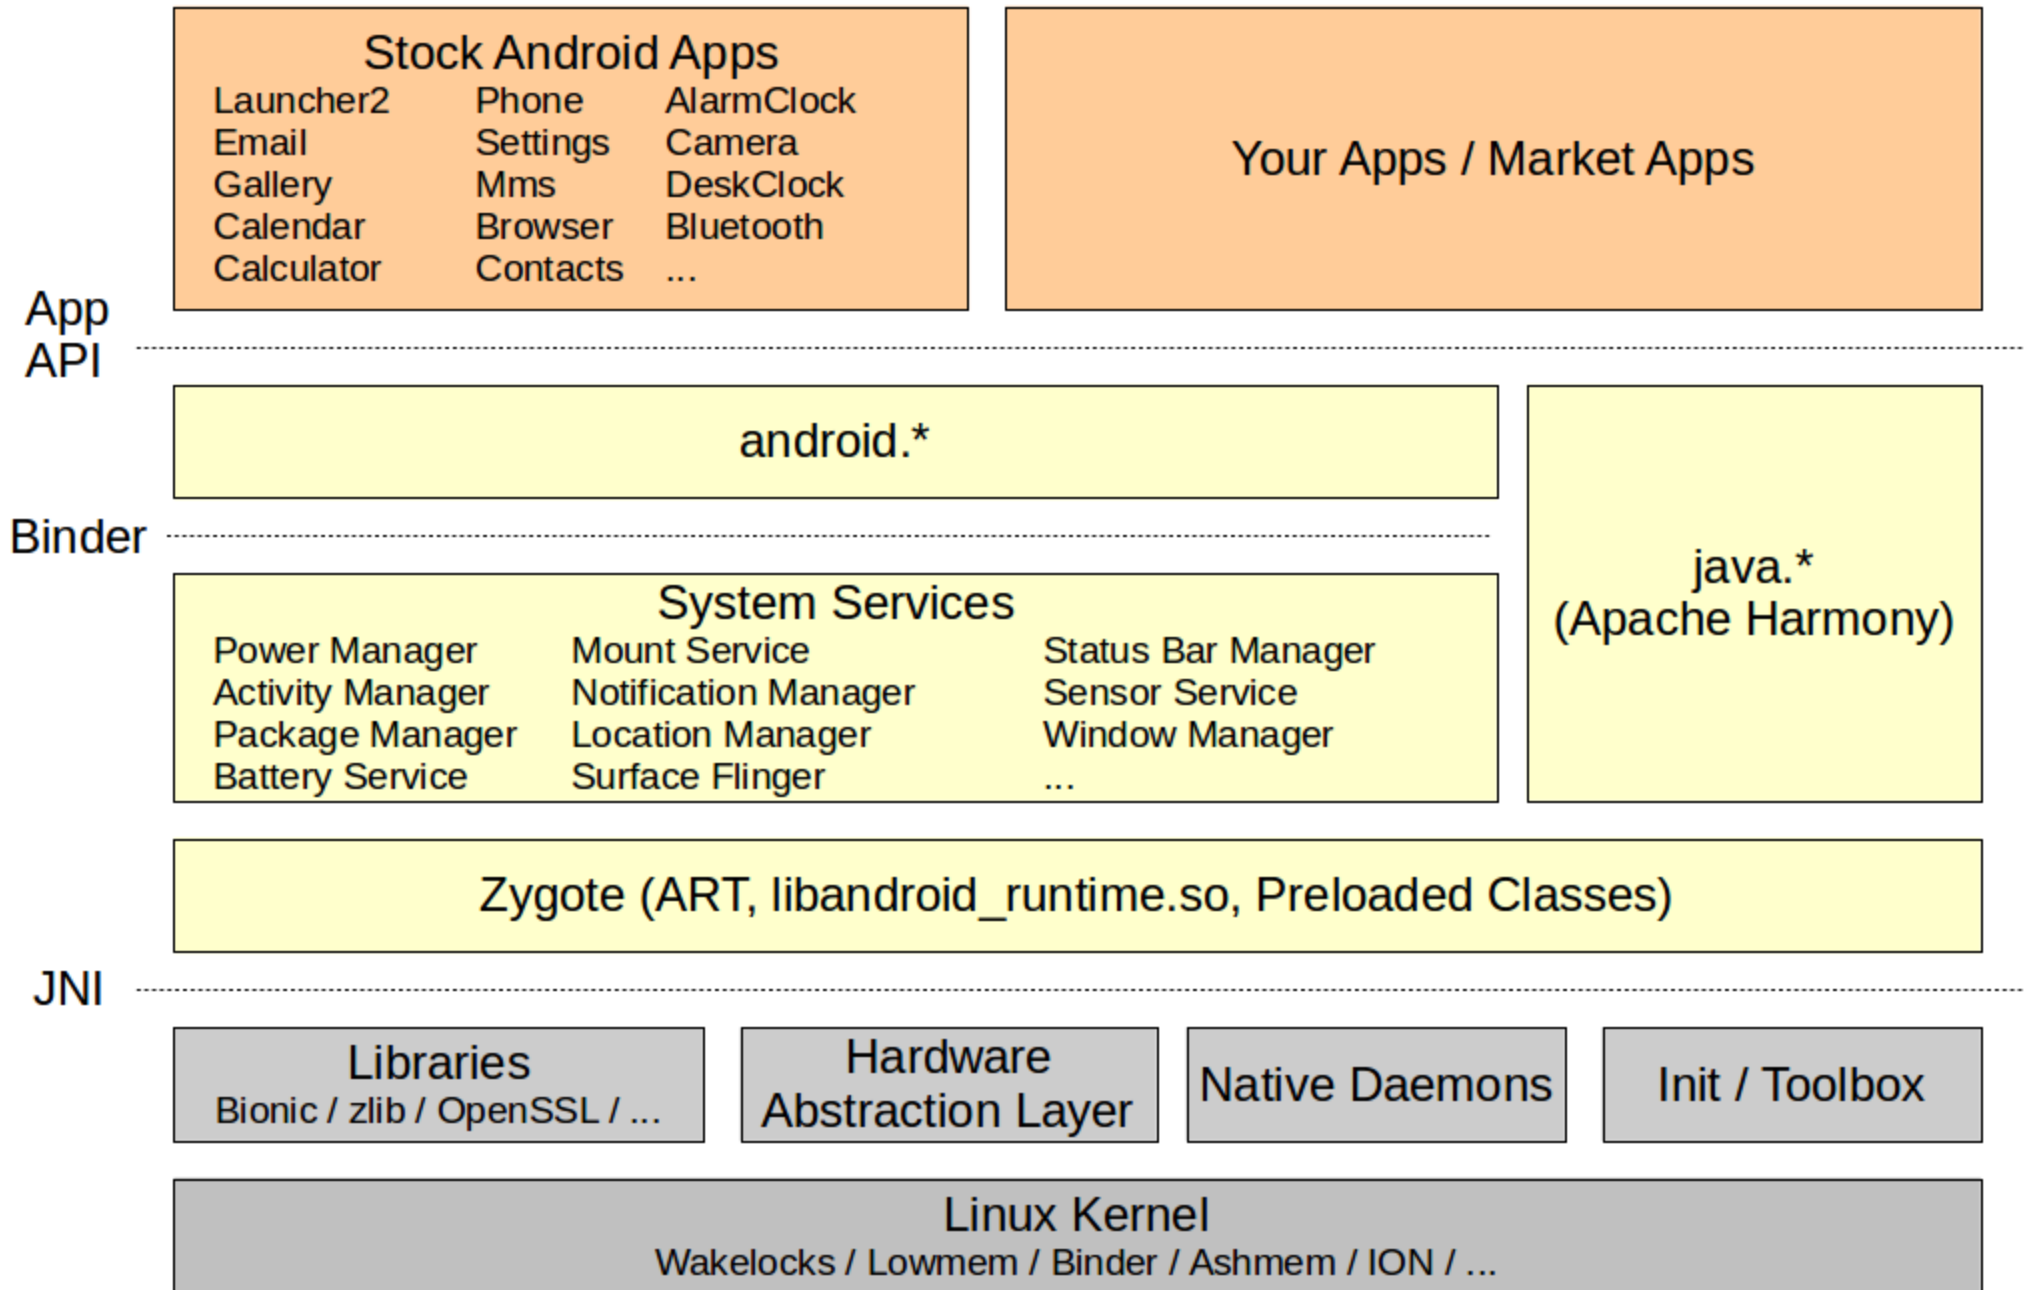 Stock Android Apps
Launcher2 Phone AlarmClock
Email Settings Camera
Gallery Mms DeskClock
Calendar Browser Bluetooth
Calculator Contacts ...
Your Apps / Market Apps
App
API
android.*
java.*
(Apache Harmony)
Binder
System Services
Power Manager Mount Service Status Bar Manager
Activity Manager Notification Manager Sensor Service
Package Manager Location Manager Window Manager
Battery Service Surface Flinger ...
Zygote (ART, libandroid_runtime.so, Preloaded Classes)
JNI
Libraries
Bionic / zlib / OpenSSL / ...
Hardware
Abstraction Layer
Native Daemons
Init / Toolbox
Linux Kernel
Wakelocks / Lowmem / Binder / Ashmem / ION / ...